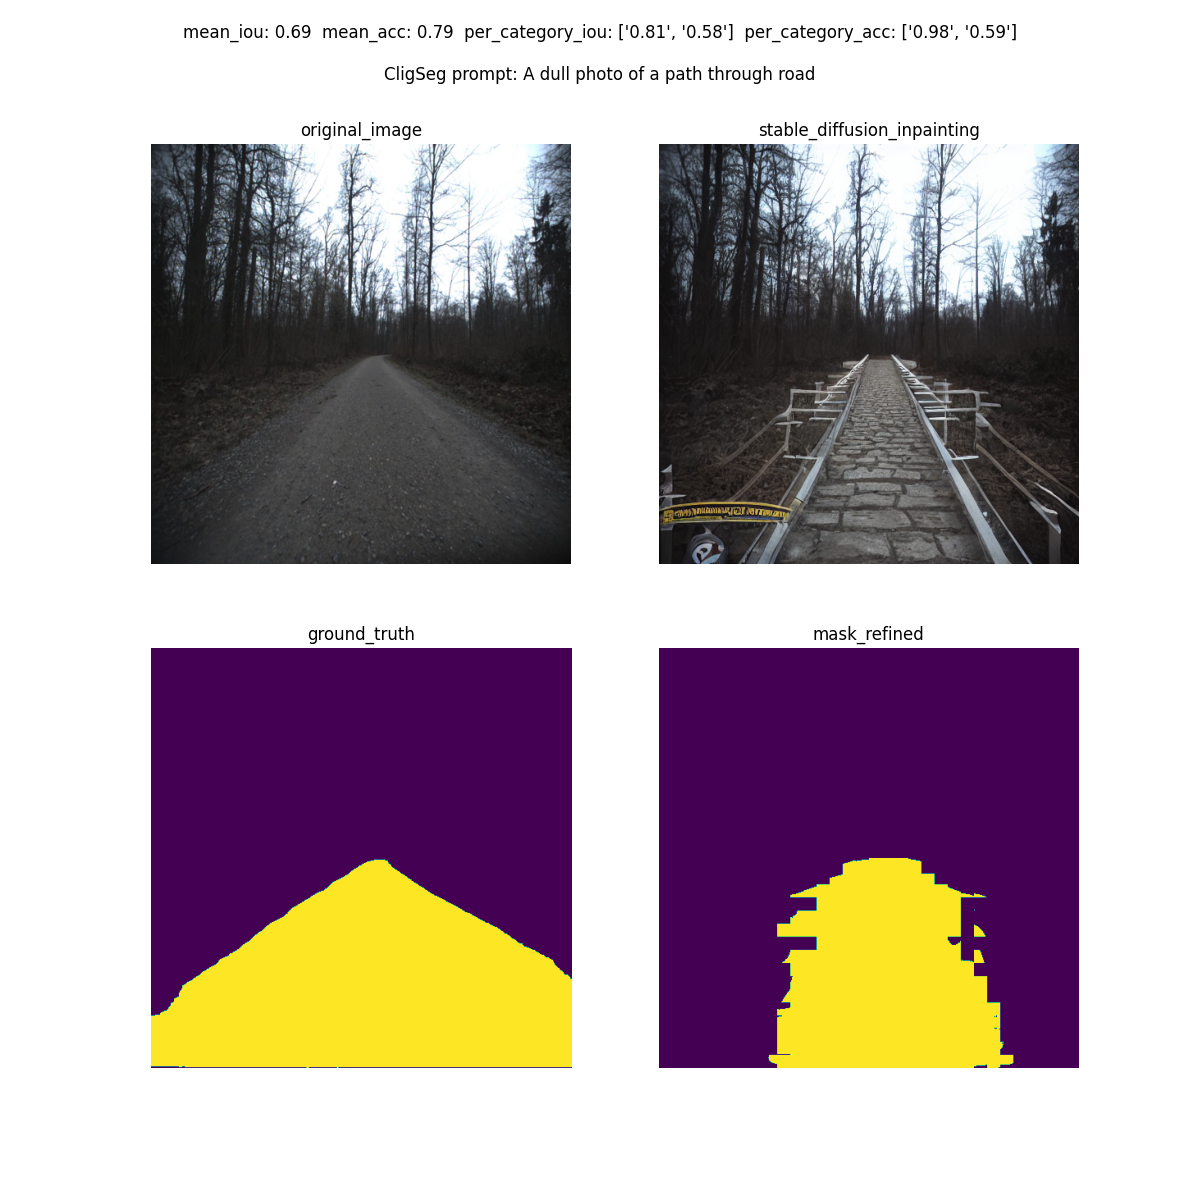 mean_iou: 0.69  mean_acc: 0.79  per_category_iou: ['0.81', '0.58']  per_category_acc: ['0.98', '0.59']
CligSeg prompt: A dull photo of a path through road
original_image
stable_diffusion_inpainting
ground_truth
mask_refined